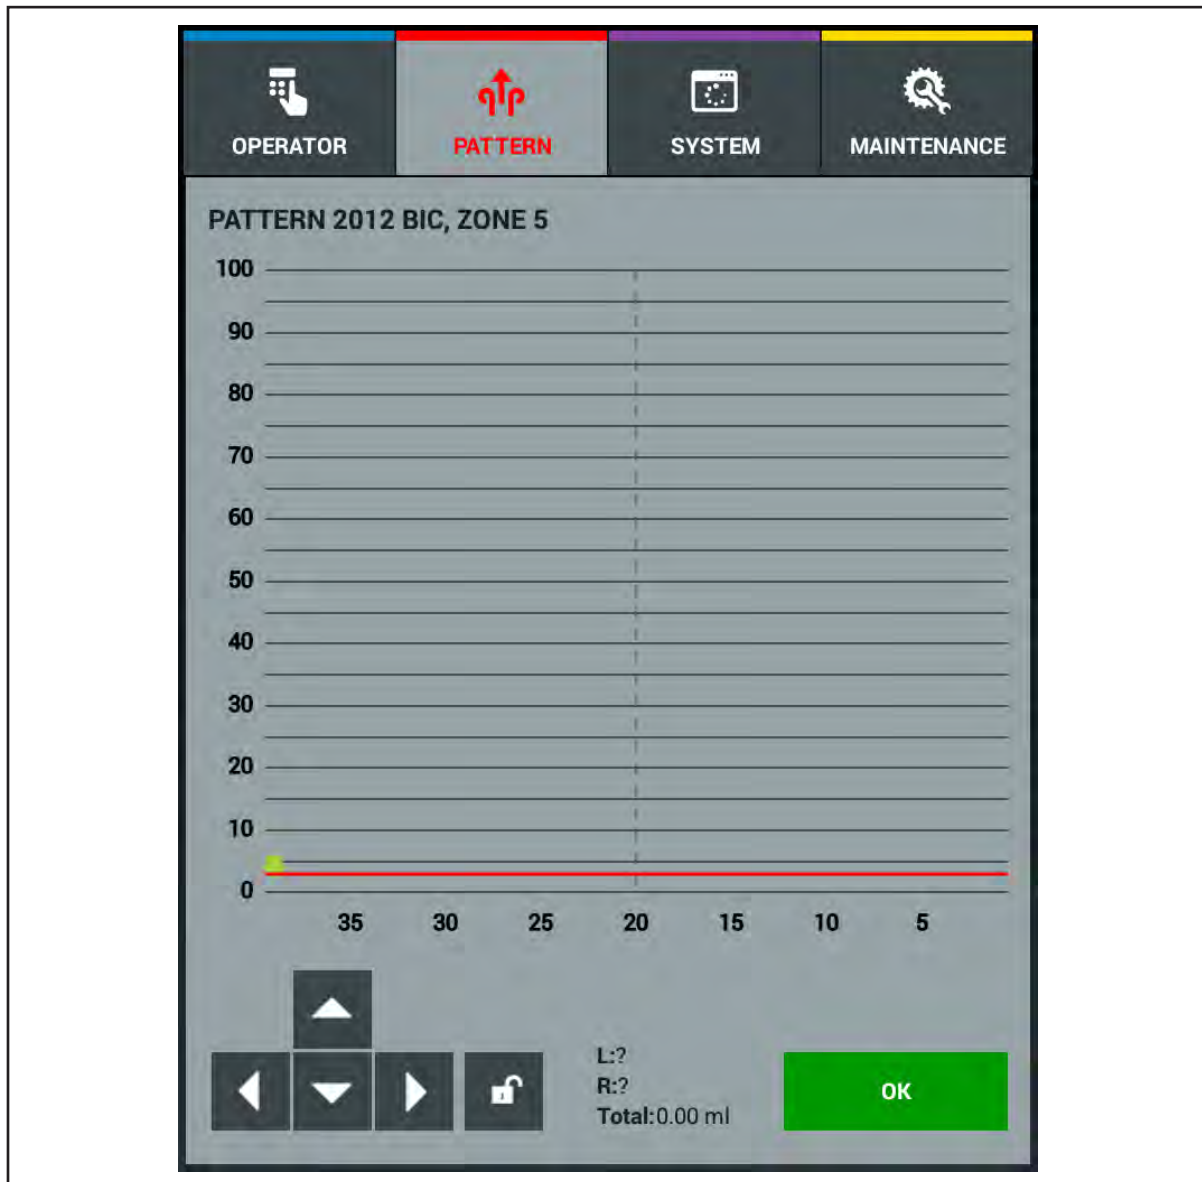 OPERATOR PATTERN SYSTEM MAINTENANCE
PATTERN 2012 BIC, ZONE 5
100
90
80
70
60
50
40
30
20
10
0
35 30 25 20 15 10 5
L:?
R:?
Total:0.00 ml
OK